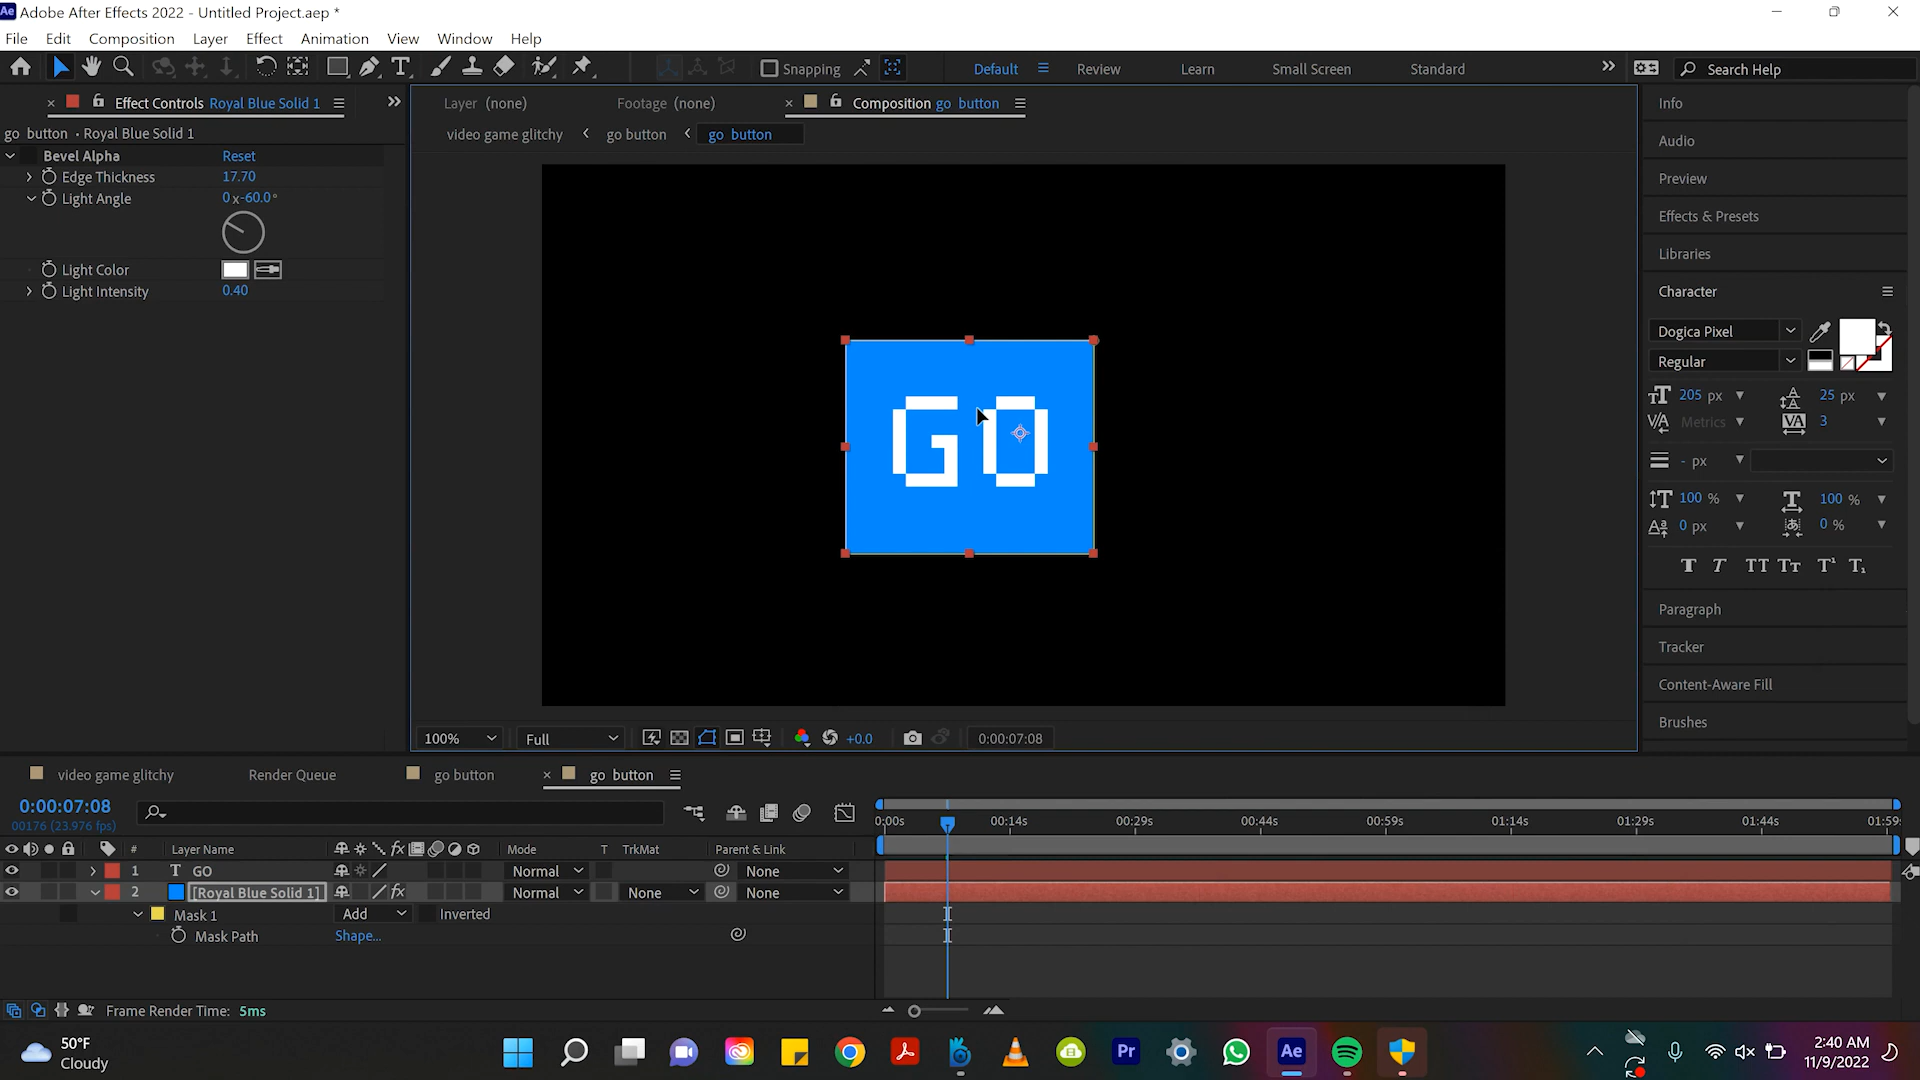 Ae Adobe After Effects 2022 - Untitled Project.aep *
File Edit Composition Layer Effect Animation View Window Help
Snapping
Default Review Learn Small Screen Standard
Search Help
Effect Controls Royal Blue Solid 1
go button • Royal Blue Solid 1
Bevel Alpha Reset
Edge Thickness 17.70
Light Angle 0x-60.0°
Light Color
Light Intensity 0.40
Layer (none) Footage (none) Composition go button
video game glitchy go button go button
GO
100% Full +0.0 0:00:07:08
Info
Audio
Preview
Effects & Presets
Libraries
Character
Dogica Pixel
Regular
205 px 25 px
Metrics 3
- px
100 % 100 %
0 px 0 %
T T TT Tt T¹ T₁
Paragraph
Tracker
Content-Aware Fill
Brushes
video game glitchy Render Queue go button go button
0:00:07:08
00176 (23.976 fps)
0:00s 00:14s 00:29s 00:44s 00:59s 01:14s 01:29s 01:44s 01:59s
# Layer Name Mode T TrkMat Parent & Link
1 T GO Normal None
2 [Royal Blue Solid 1] Normal None None
Mask 1 Add Inverted
Mask Path Shape...
Frame Render Time: 5ms
50°F
Cloudy
Pr
Ae
2:40 AM
11/9/2022